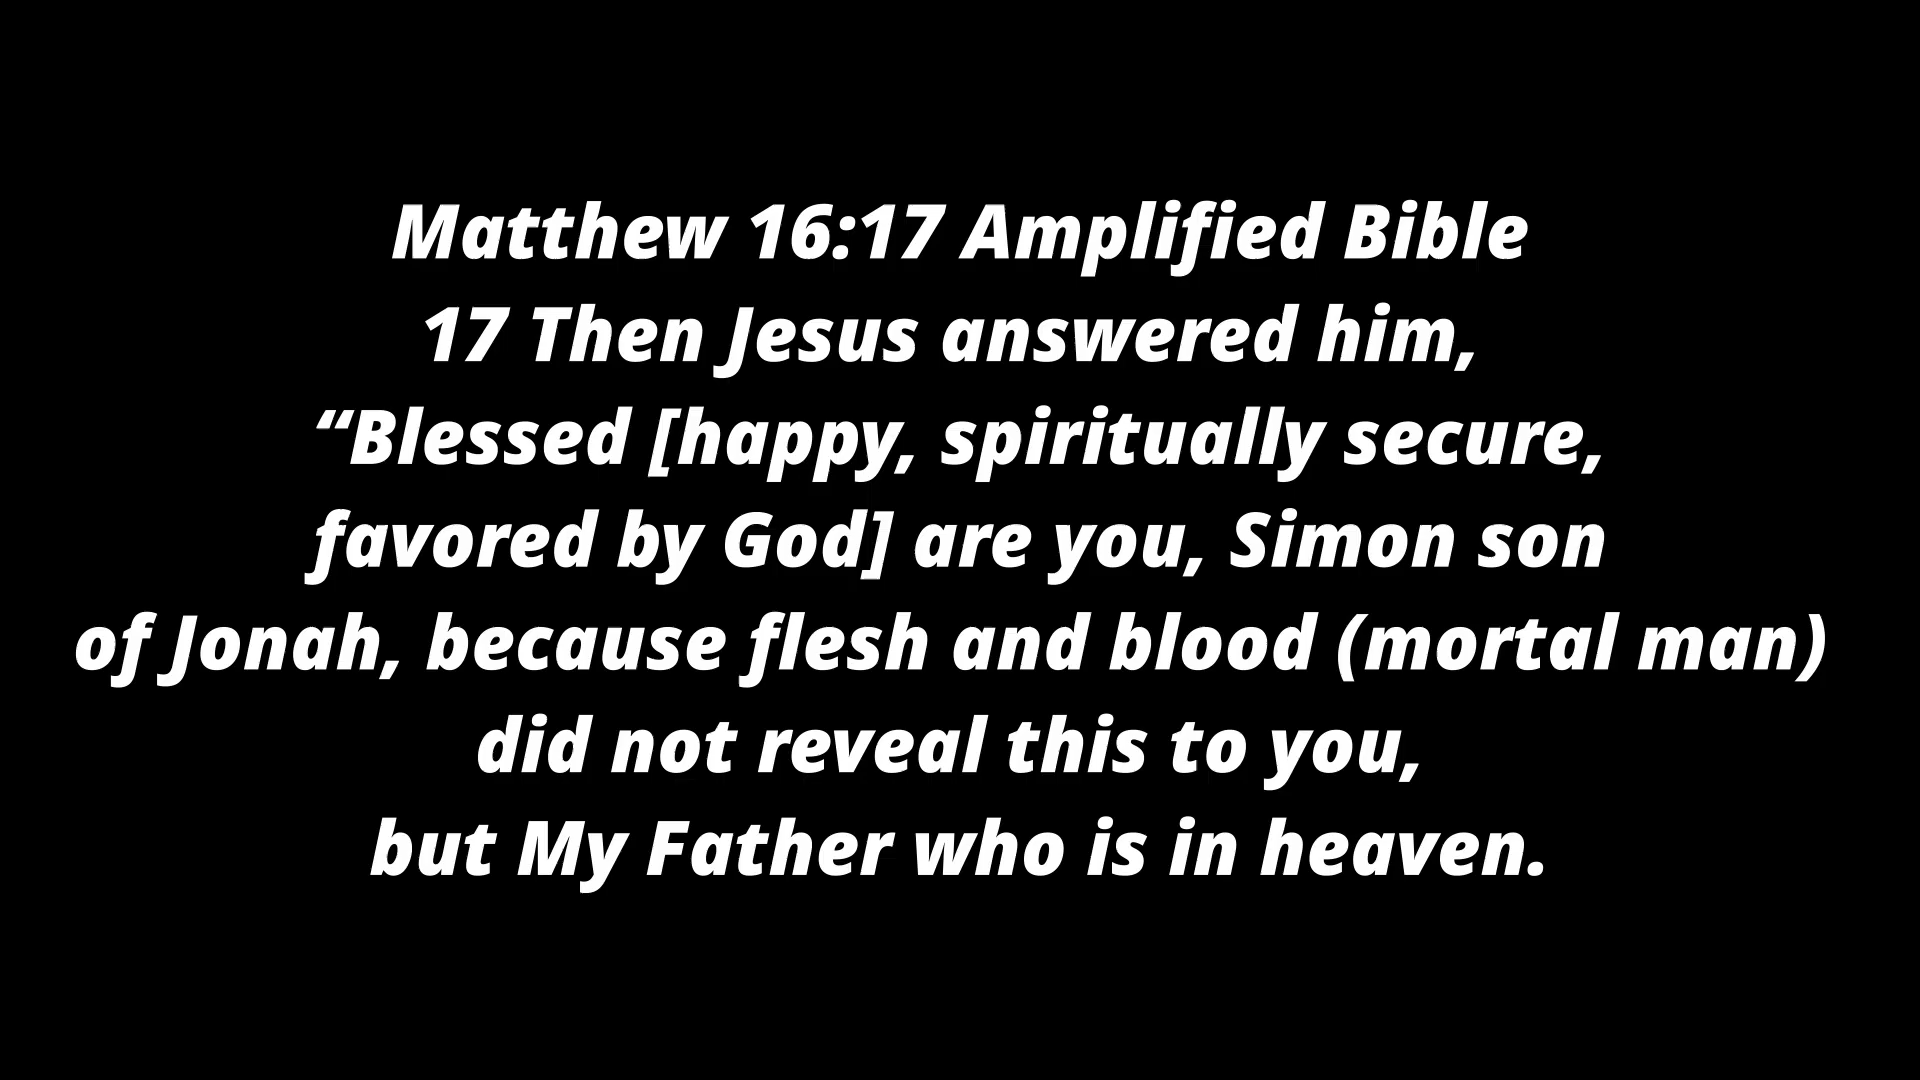 Matthew 16:17 Amplified Bible
17 Then Jesus answered him,
“Blessed [happy, spiritually secure,
favored by God] are you, Simon son
of Jonah, because flesh and blood (mortal man)
did not reveal this to you,
but My Father who is in heaven.